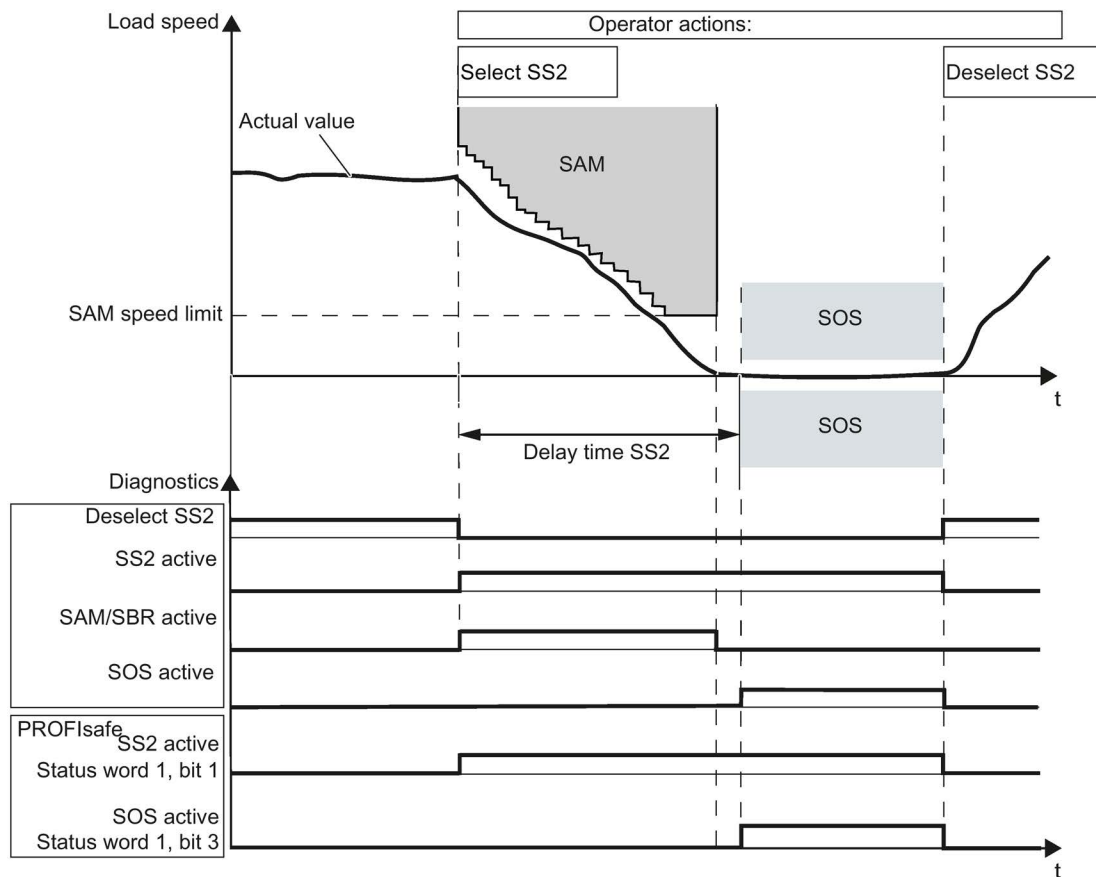 Load speed
Operator actions:
Select SS2
Deselect SS2
Actual value
SAM
SAM speed limit
SOS
t
SOS
Delay time SS2
Diagnostics
Deselect SS2
SS2 active
SAM/SBR active
SOS active
PROFIsafe
SS2 active
Status word 1, bit 1
SOS active
Status word 1, bit 3
t